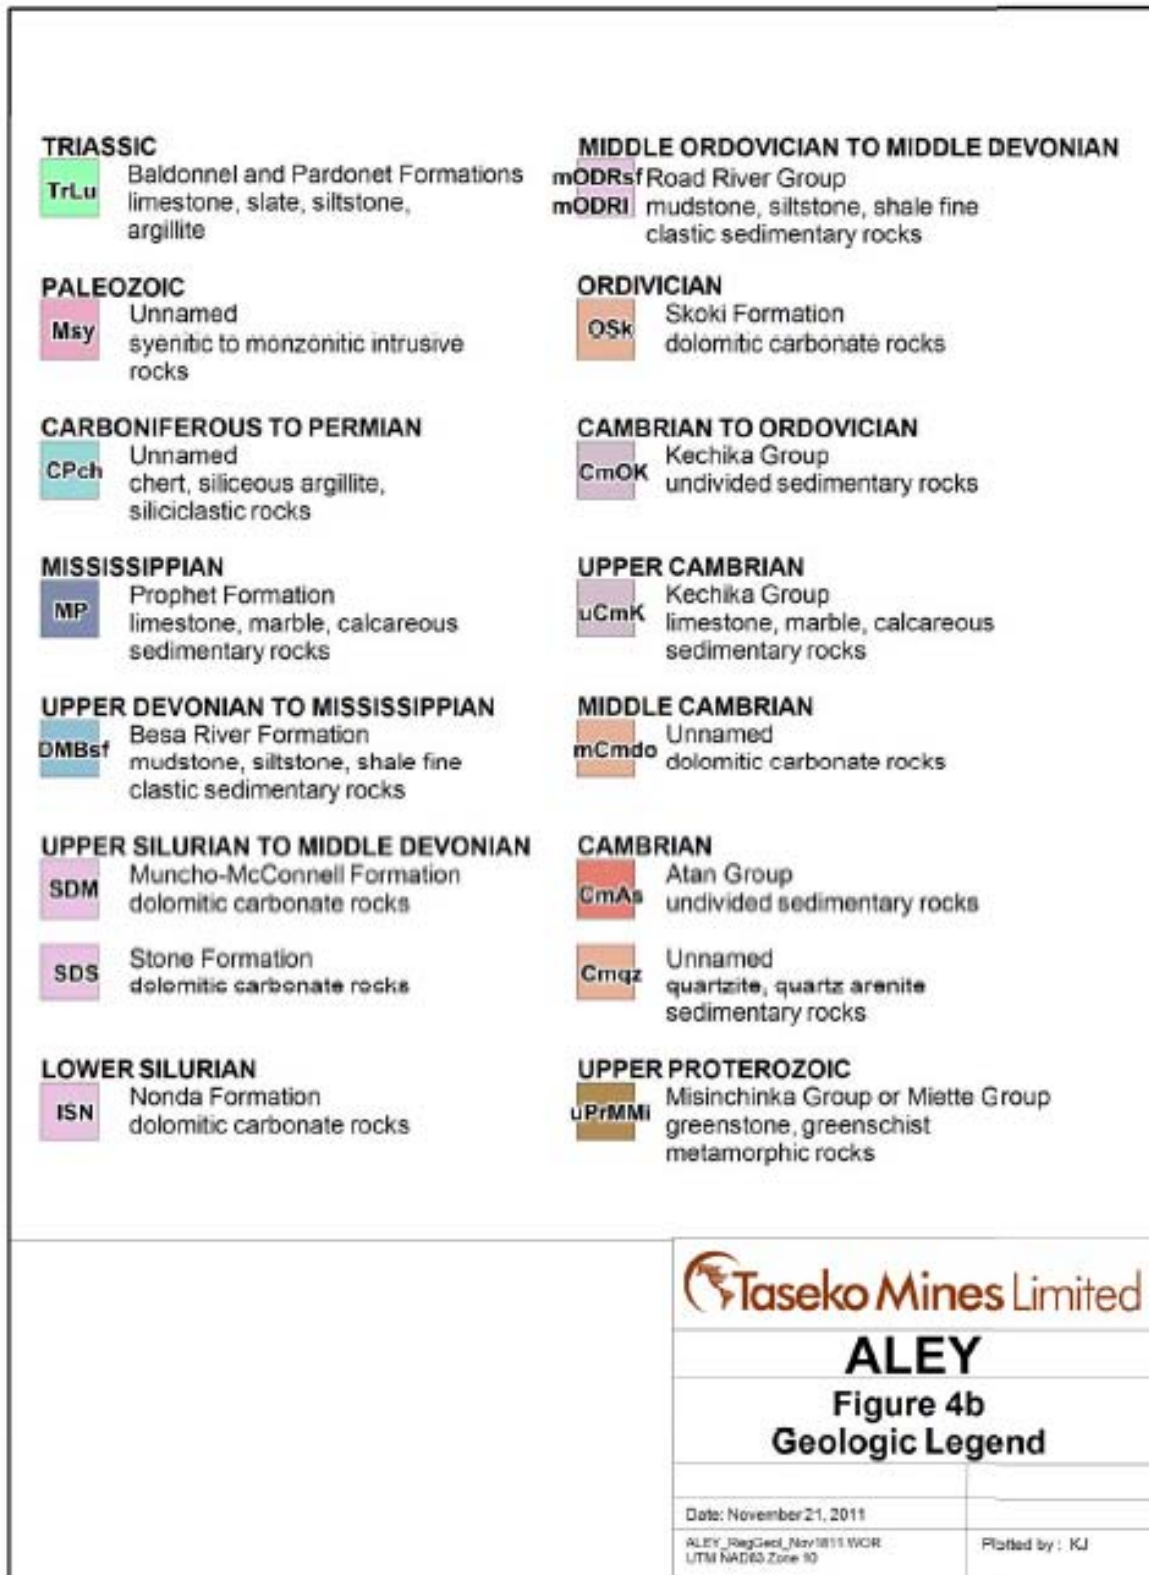 TRIASSIC
TrLu
Baldonnel and Pardonet Formations
limestone, slate, siltstone,
argillite
PALEOZOIC
Msy
Unnamed
syenitic to monzonitic intrusive
rocks
CARBONIFEROUS TO PERMIAN
CPch
Unnamed
chert, siliceous argillite,
siliciclastic rocks
MISSISSIPPIAN
MP
Prophet Formation
limestone, marble, calcareous
sedimentary rocks
UPPER DEVONIAN TO MISSISSIPPIAN
DMBsf
Besa River Formation
mudstone, siltstone, shale fine
clastic sedimentary rocks
UPPER SILURIAN TO MIDDLE DEVONIAN
SDM
Muncho-McConnell Formation
dolomitic carbonate rocks
SDS
Stone Formation
dolomitic carbonate rocks
LOWER SILURIAN
lSN
Nonda Formation
dolomitic carbonate rocks
MIDDLE ORDOVICIAN TO MIDDLE DEVONIAN
mODRsf
mODRl
Road River Group
mudstone, siltstone, shale fine
clastic sedimentary rocks
ORDIVICIAN
OSk
Skoki Formation
dolomitic carbonate rocks
CAMBRIAN TO ORDOVICIAN
CmOK
Kechika Group
undivided sedimentary rocks
UPPER CAMBRIAN
uCmK
Kechika Group
limestone, marble, calcareous
sedimentary rocks
MIDDLE CAMBRIAN
mCmdo
Unnamed
dolomitic carbonate rocks
CAMBRIAN
CmAs
Atan Group
undivided sedimentary rocks
Cmqz
Unnamed
quartzite, quartz arenite
sedimentary rocks
UPPER PROTEROZOIC
uPrMMi
Misinchinka Group or Miette Group
greenstone, greenschist
metamorphic rocks
Taseko Mines Limited
ALEY
Figure 4b
Geologic Legend
Date: November 21, 2011
ALEY_RegGeol_Nov1811.WOR
UTM NAD83 Zone 10
Plotted by : KJ